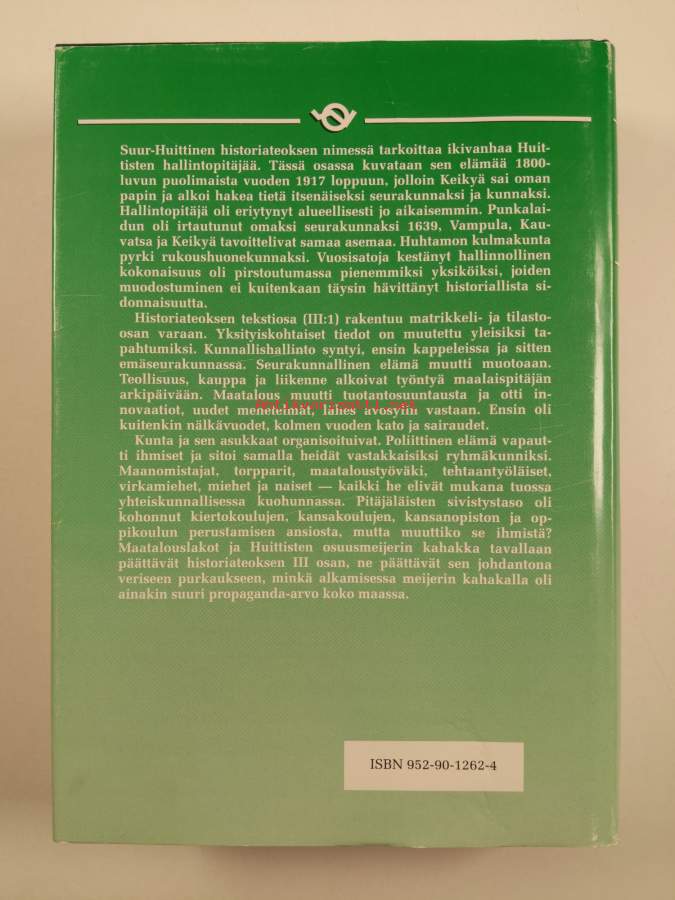 Suur-Huittinen historiateoksen nimessä tarkoittaa ikivanhaa Huit-
tisten hallintopitäjää. Tässä osassa kuvataan sen elämää 1800-
luvun puolimaista vuoden 1917 loppuun, jolloin Keikyä sai oman
papin ja alkoi hakea tietä itsenäiseksi seurakunnaksi ja kunnaksi.
Hallintopitäjä oli eriytynyt alueellisesti jo aikaisemmin. Punkalai-
dun oli irtautunut omaksi seurakunnaksi 1639, Vampula, Kau-
vatsa ja Keikyä tavoittelivat samaa asemaa. Huhtamon kulmakunta
pyrki rukoushuonekunnaksi. Vuosisatoja kestänyt hallinnollinen
kokonaisuus oli pirstoutumassa pienemmiksi yksiköiksi, joiden
muodostuminen ei kuitenkaan täysin hävittänyt historiallista si-
donnaisuutta.
Historiateoksen tekstiosa (III:1) rakentuu matrikkeli- ja tilasto-
osan varaan. Yksityiskohtaiset tiedot on muutettu yleisiksi ta-
pahtumiksi. Kunnallishallinto syntyi, ensin kappeleissa ja sitten
emäseurakunnassa. Seurakunnallinen elämä muutti muotoaan.
Teollisuus, kauppa ja liikenne alkoivat työntyä maalaispitäjän
arkipäivään. Maatalous muutti tuotantosuuntausta ja otti in-
novaatiot, uudet menetelmät, lähes avosylin vastaan. Ensin oli
kuitenkin nälkävuodet, kolmen vuoden kato ja sairaudet.
Kunta ja sen asukkaat organisoituivat. Poliittinen elämä vapaut-
ti ihmiset ja sitoi samalla heidät vastakkaisiksi ryhmäkunniksi.
Maanomistajat, torpparit, maataloustyöväki, tehtaantyöläiset,
virkamiehet, miehet ja naiset — kaikki he elivät mukana tuossa
yhteiskunnallisessa kuohunnassa. Pitäjäläisten sivistystaso oli
kohonnut kiertokoulujen, kansakoulujen, kansanopiston ja op-
pikoulun perustamisen ansiosta, mutta muuttiko se ihmistä?
Maatalouslakot ja Huittisten osuusmeijerin kahakka tavallaan
päättävät historiateoksen III osan, ne päättävät sen johdantona
veriseen purkaukseen, minkä alkamisessa meijerin kahakalla oli
ainakin suuri propaganda-arvo koko maassa.
ISBN 952-90-1262-4